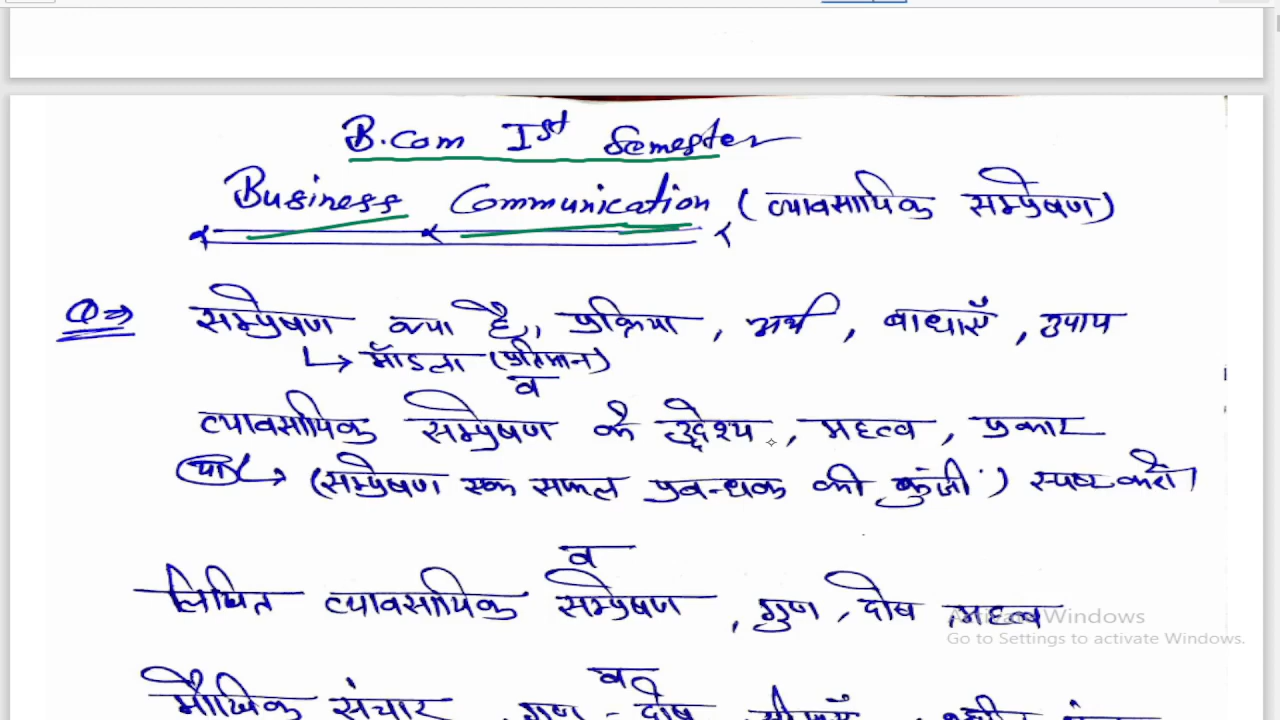 B.Com Ist Semester
Business Communication (व्यावसायिक सम्प्रेषण)
Q⇒ सम्प्रेषण क्या है, प्रक्रिया, अर्थ, बाधाएँ, उपाय
↳ मॉडल (प्रतिमान)
व
व्यावसायिक सम्प्रेषण के उद्देश्य, महत्व, प्रकार
या ↳ (सम्प्रेषण एक सफल प्रबन्धक की कुंजी) स्पष्ट करो।
व
लिखित व्यावसायिक सम्प्रेषण, गुण, दोष, महत्व
Activate Windows
Go to Settings to activate Windows.
व
मौखिक संचार, गुण - दोष